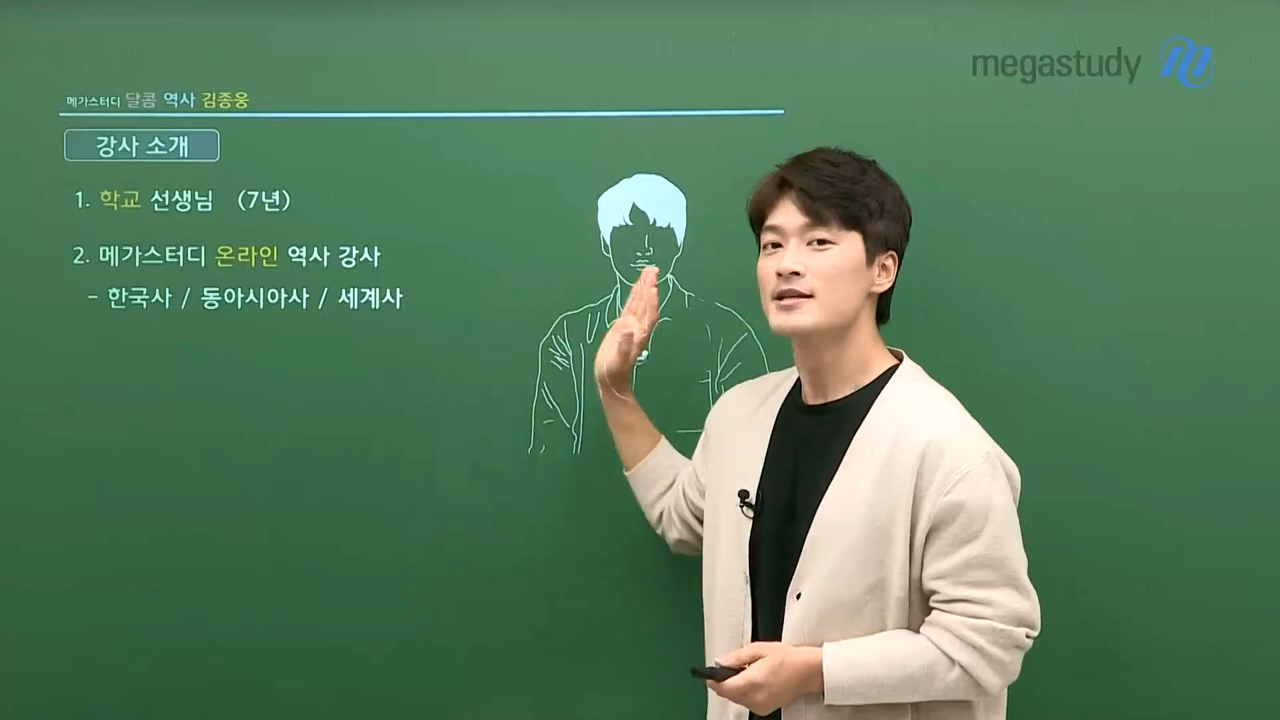 megastudy
메가스터디 달콤 역사 김종웅
강사 소개
1. 학교 선생님 (7년)
2. 메가스터디 온라인 역사 강사
- 한국사 / 동아시아사 / 세계사